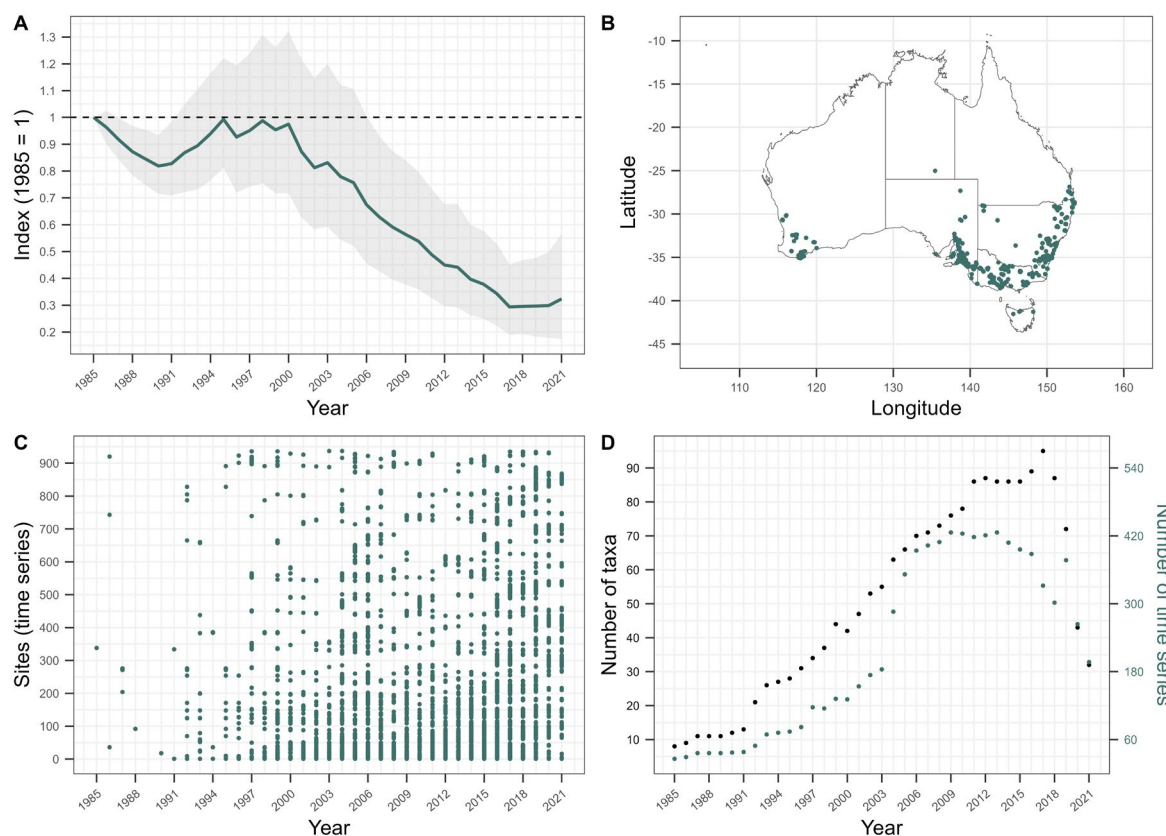 A
1.3
1.2
1.1
1
0.9
0.8
0.7
0.6
0.5
0.4
0.3
0.2
Index (1985 = 1)
1985 1988 1991 1994 1997 2000 2003 2006 2009 2012 2015 2018 2021
Year
B
-10
-15
-20
-25
-30
-35
-40
-45
Latitude
110 120 130 140 150 160
Longitude
C
900
800
700
600
500
400
300
200
100
0
Sites (time series)
1985 1988 1991 1994 1997 2000 2003 2006 2009 2012 2015 2018 2021
Year
D
90
80
70
60
50
40
30
20
10
Number of taxa
540
420
300
180
60
Number of time series
1985 1988 1991 1994 1997 2000 2003 2006 2009 2012 2015 2018 2021
Year